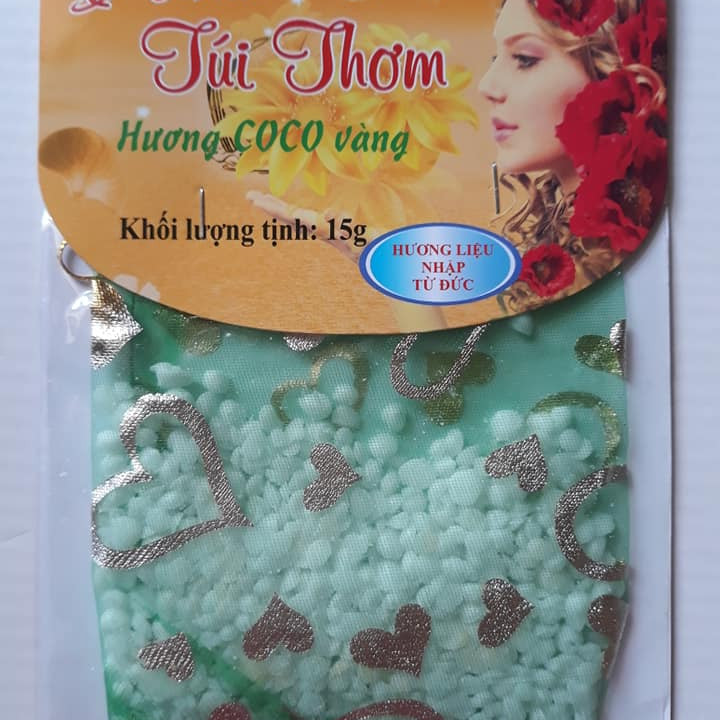 Túi Thơm
Hương COCO vàng
Khối lượng tịnh: 15g
HƯƠNG LIỆU
NHẬP
TỪ ĐỨC